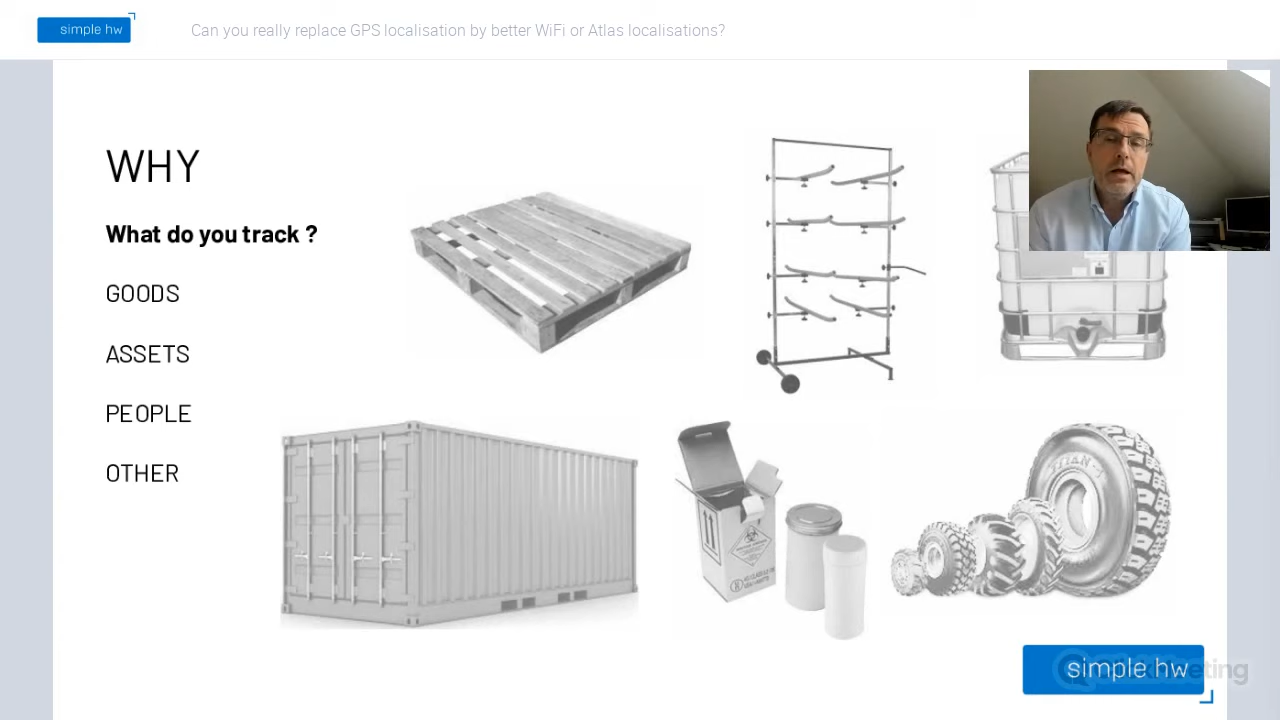 simple hw
Can you really replace GPS localisation by better WiFi or Atlas localisations?
WHY
What do you track ?
GOODS
ASSETS
PEOPLE
OTHER
TITAN
simple hw